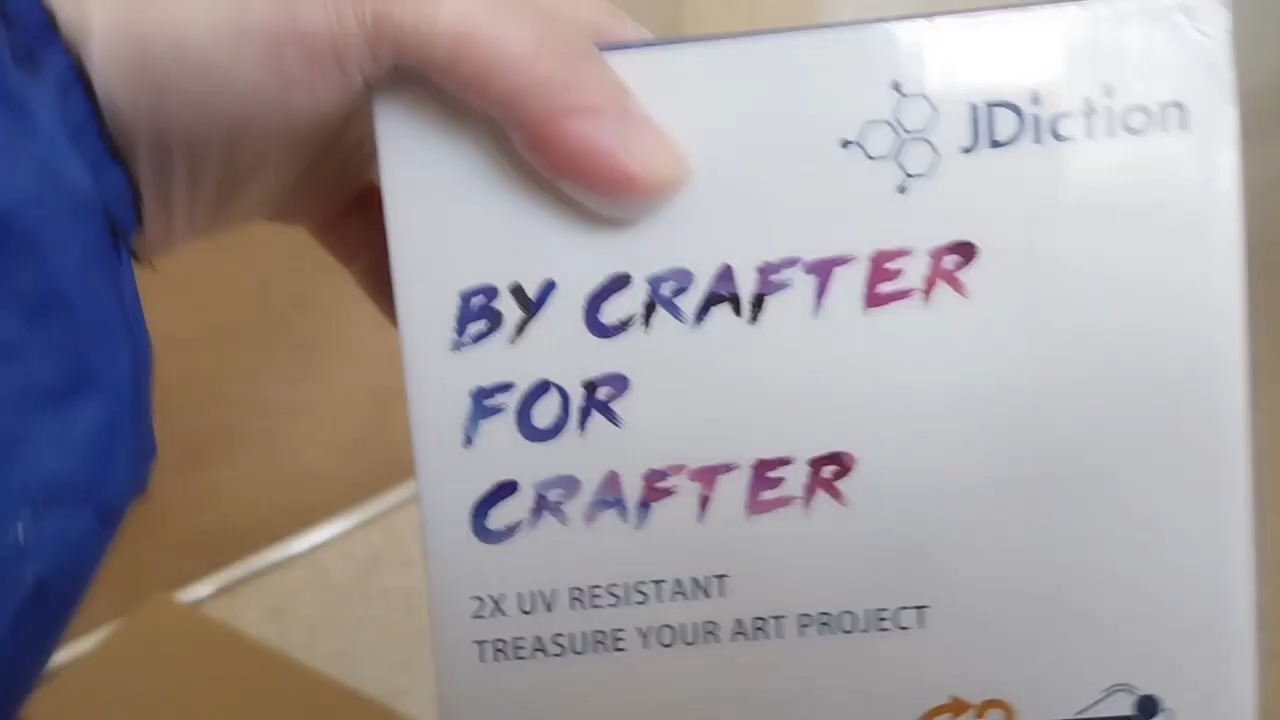 JDiction
BY CRAFTER
FOR
CRAFTER
2X UV RESISTANT
TREASURE YOUR ART PROJECT